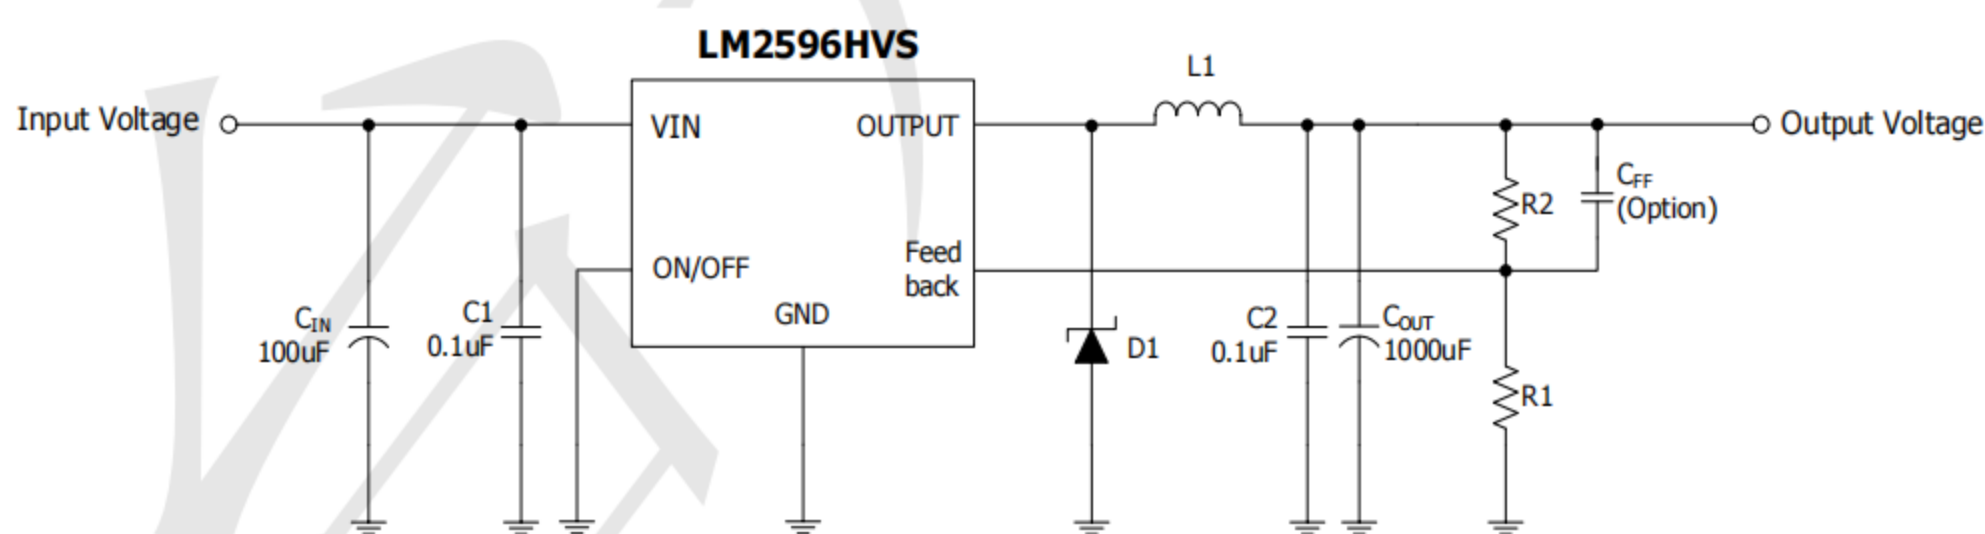 LM2596HVS
L1
Input Voltage
VIN
OUTPUT
Output Voltage
CFF
(Option)
R2
ON/OFF
Feed
back
GND
CIN
100uF
C1
0.1uF
D1
C2
0.1uF
COUT
1000uF
R1